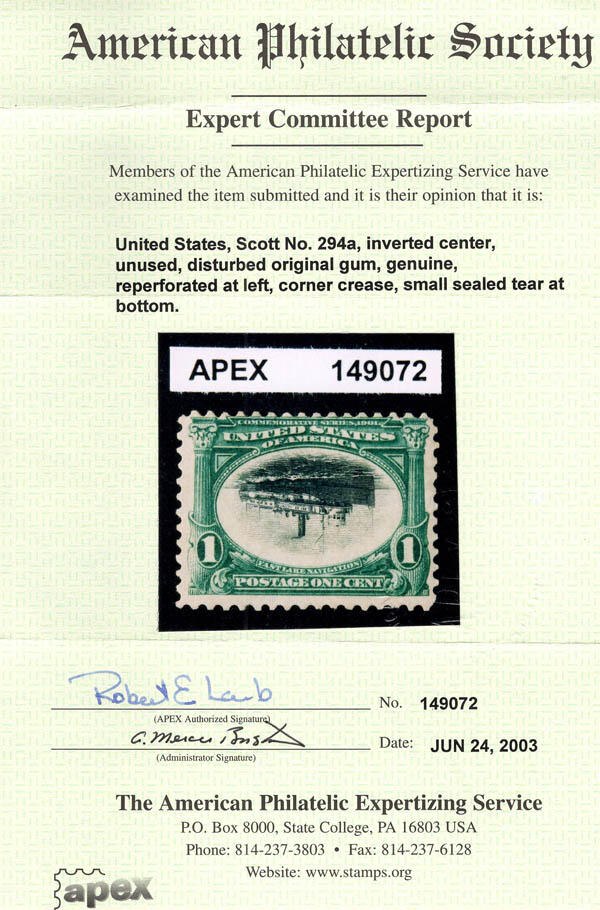 American Philatelic Society
Expert Committee Report
Members of the American Philatelic Expertizing Service have
examined the item submitted and it is their opinion that it is:
United States, Scott No. 294a, inverted center,
unused, disturbed original gum, genuine,
reperforated at left, corner crease, small sealed tear at
bottom.
APEX 149072
COMMEMORATIVE SERIES, 1901.
UNITED STATES
OF AMERICA
1 1
FAST LAKE NAVIGATION
POSTAGE ONE CENT
Robert E Lamb
No. 149072
(APEX Authorized Signature)
G. Mercer
Date: JUN 24, 2003
(Administrator Signature)
The American Philatelic Expertizing Service
P.O. Box 8000, State College, PA 16803 USA
Phone: 814-237-3803 • Fax: 814-237-6128
Website: www.stamps.org
apex